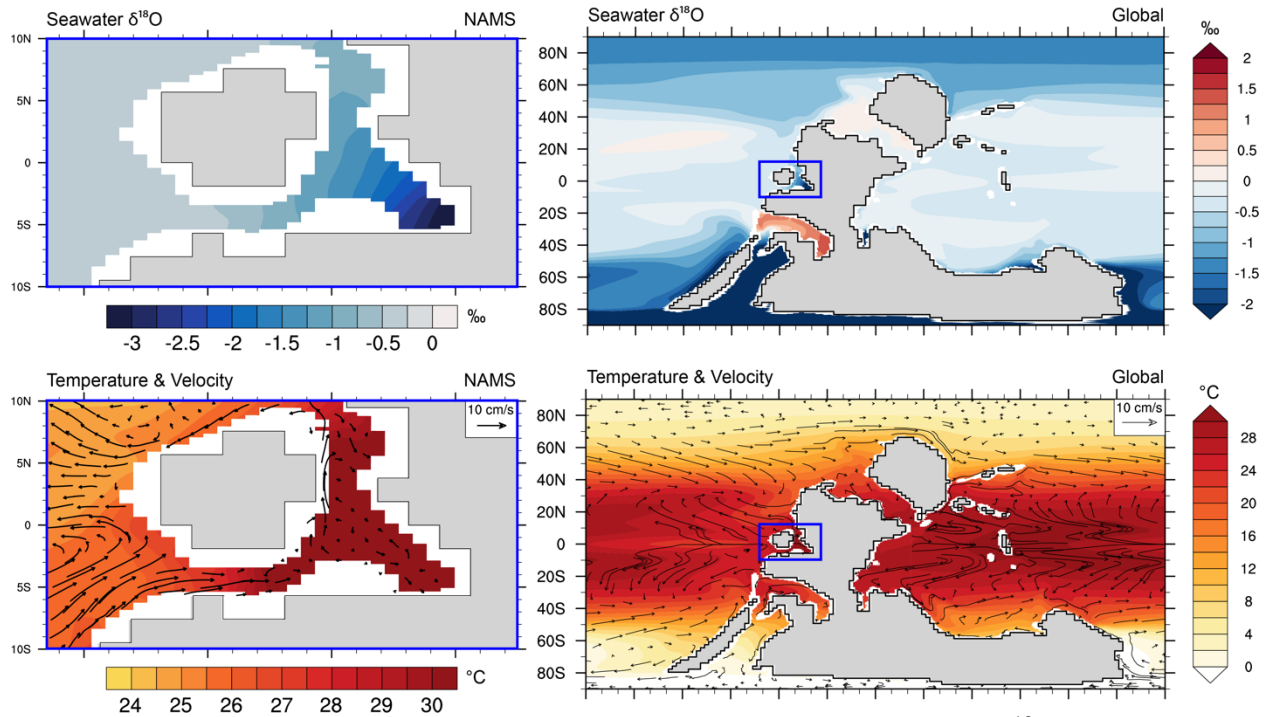 Seawater δ¹⁸O NAMS
10N
5N
0
5S
10S
‰
-3 -2.5 -2 -1.5 -1 -0.5 0
Seawater δ¹⁸O Global
80N
60N
40N
20N
0
20S
40S
60S
80S
‰
2
1.5
1
0.5
0
-0.5
-1
-1.5
-2
Temperature & Velocity NAMS
10 cm/s
10N
5N
0
5S
10S
°C
24 25 26 27 28 29 30
Temperature & Velocity Global
10 cm/s
80N
60N
40N
20N
0
20S
40S
60S
80S
°C
28
24
20
16
12
8
4
0